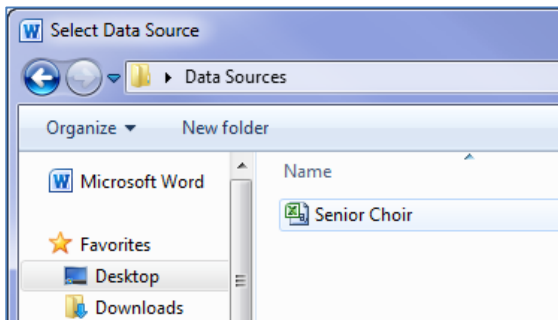 Select Data Source
Data Sources
Organize New folder
Microsoft Word
Favorites
Desktop
Downloads
Name
Senior Choir